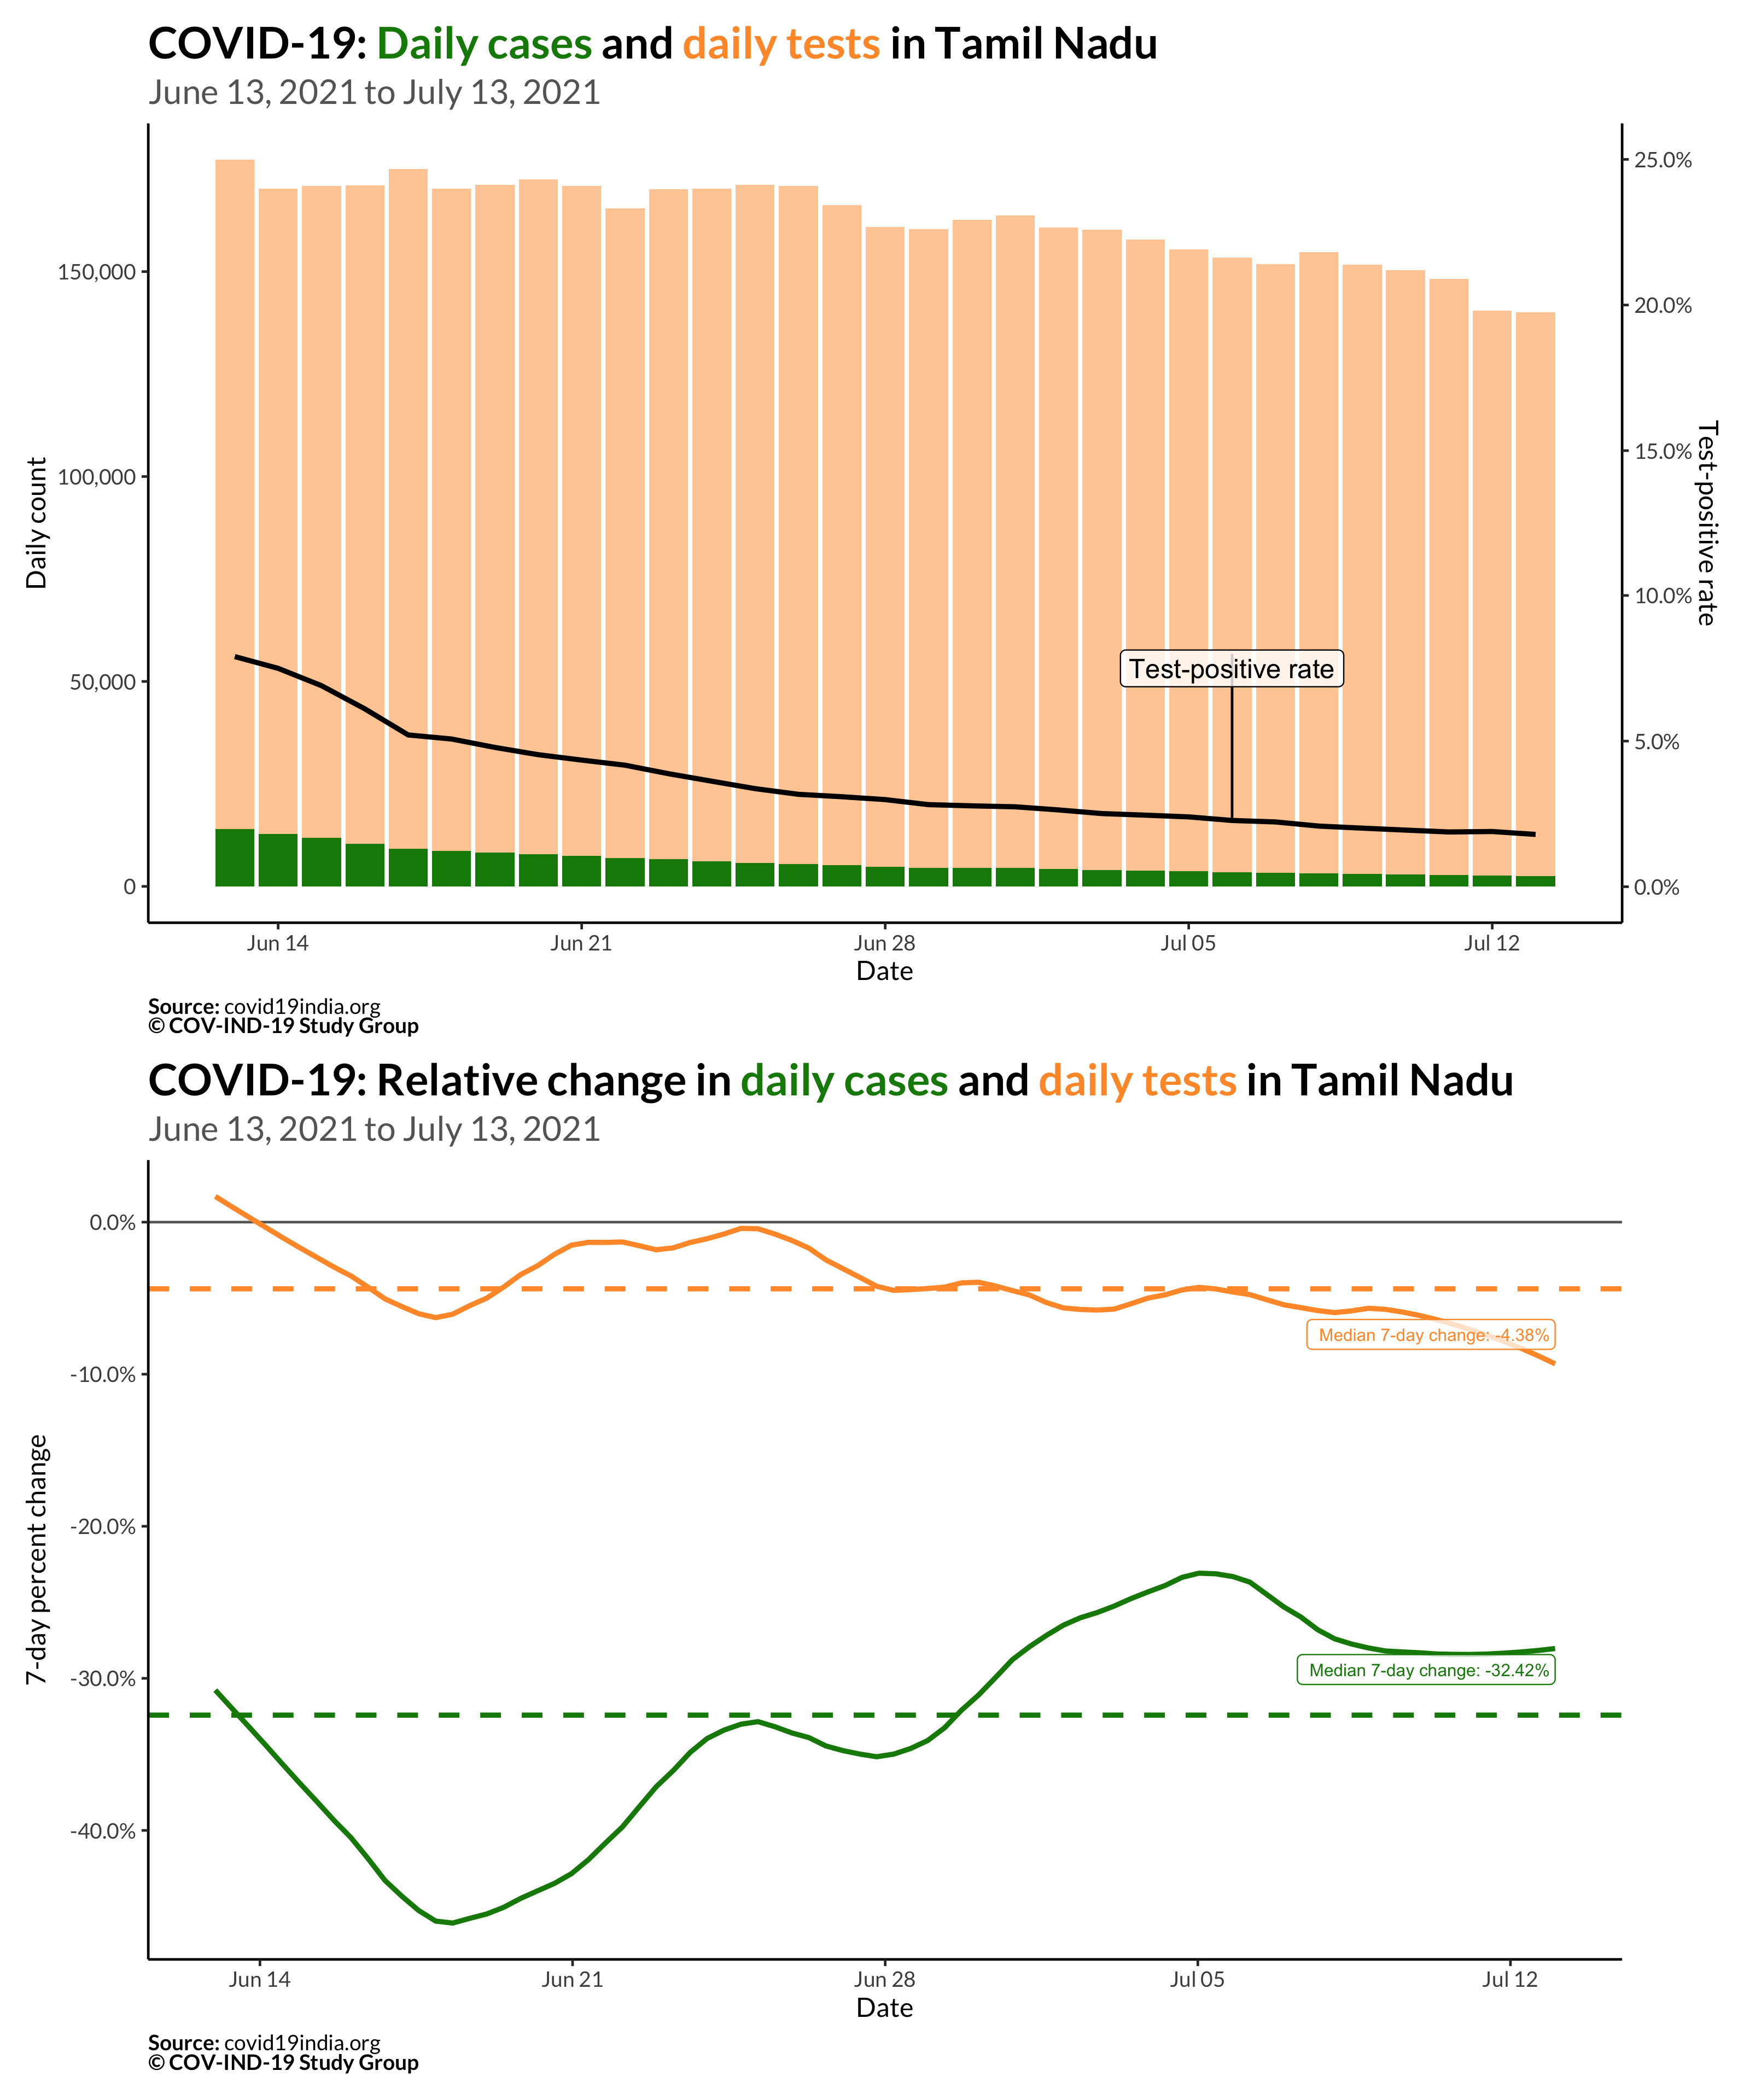 COVID-19: Daily cases and daily tests in Tamil Nadu
June 13, 2021 to July 13, 2021
25.0%
150,000
20.0%
15.0%
100,000
Daily count
Test-positive rate
10.0%
Test-positive rate
50,000
5.0%
0
0.0%
Jun 14 Jun 21 Jun 28 Jul 05 Jul 12
Date
Source: covid19india.org
© COV-IND-19 Study Group
COVID-19: Relative change in daily cases and daily tests in Tamil Nadu
June 13, 2021 to July 13, 2021
0.0%
Median 7-day change: -4.38%
-10.0%
-20.0%
7-day percent change
-30.0%
Median 7-day change: -32.42%
-40.0%
Jun 14 Jun 21 Jun 28 Jul 05 Jul 12
Date
Source: covid19india.org
© COV-IND-19 Study Group